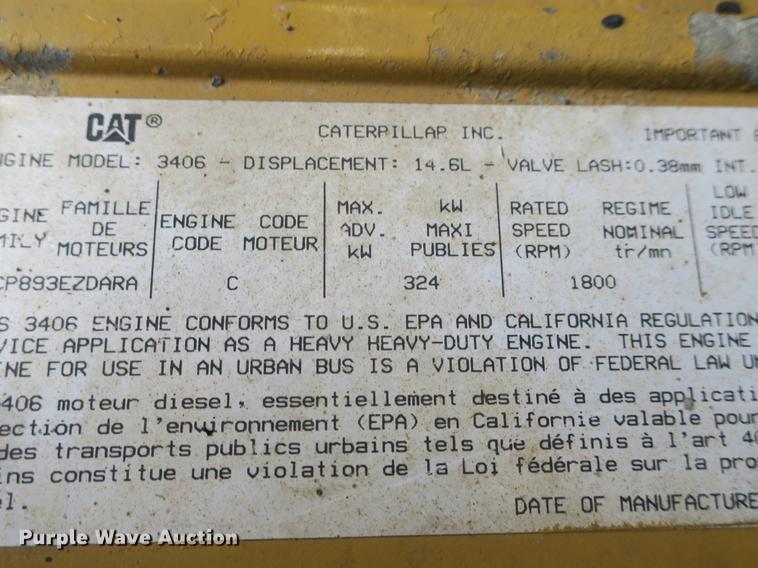 CAT® CATERPILLAR INC. IMPORTANT
ENGINE MODEL: 3406 - DISPLACEMENT: 14.6L - VALVE LASH:0.38mm INT.
GINE FAMILLE
MILY DE
MOTEURS
ENGINE CODE
CODE MOTEUR
MAX. kW
ADV. MAXI
kW PUBLIES
RATED REGIME
SPEED NOMINAL
(RPM) tr/mn
LOW
IDLE
SPEED
(RPM
CP893EZDARA C 324 1800
S 3406 ENGINE CONFORMS TO U.S. EPA AND CALIFORNIA REGULATION
VICE APPLICATION AS A HEAVY HEAVY-DUTY ENGINE. THIS ENGINE
INE FOR USE IN AN URBAN BUS IS A VIOLATION OF FEDERAL LAW UN
3406 moteur diesel, essentiellement destiné à des applicati
ection de l'environnement (EPA) en Californie valable pour
des transports publics urbains tels que définis à l'art 40
ins constitue une violation de la Loi fédérale sur la pro
el.
DATE OF MANUFACTURE
Purple Wave Auction